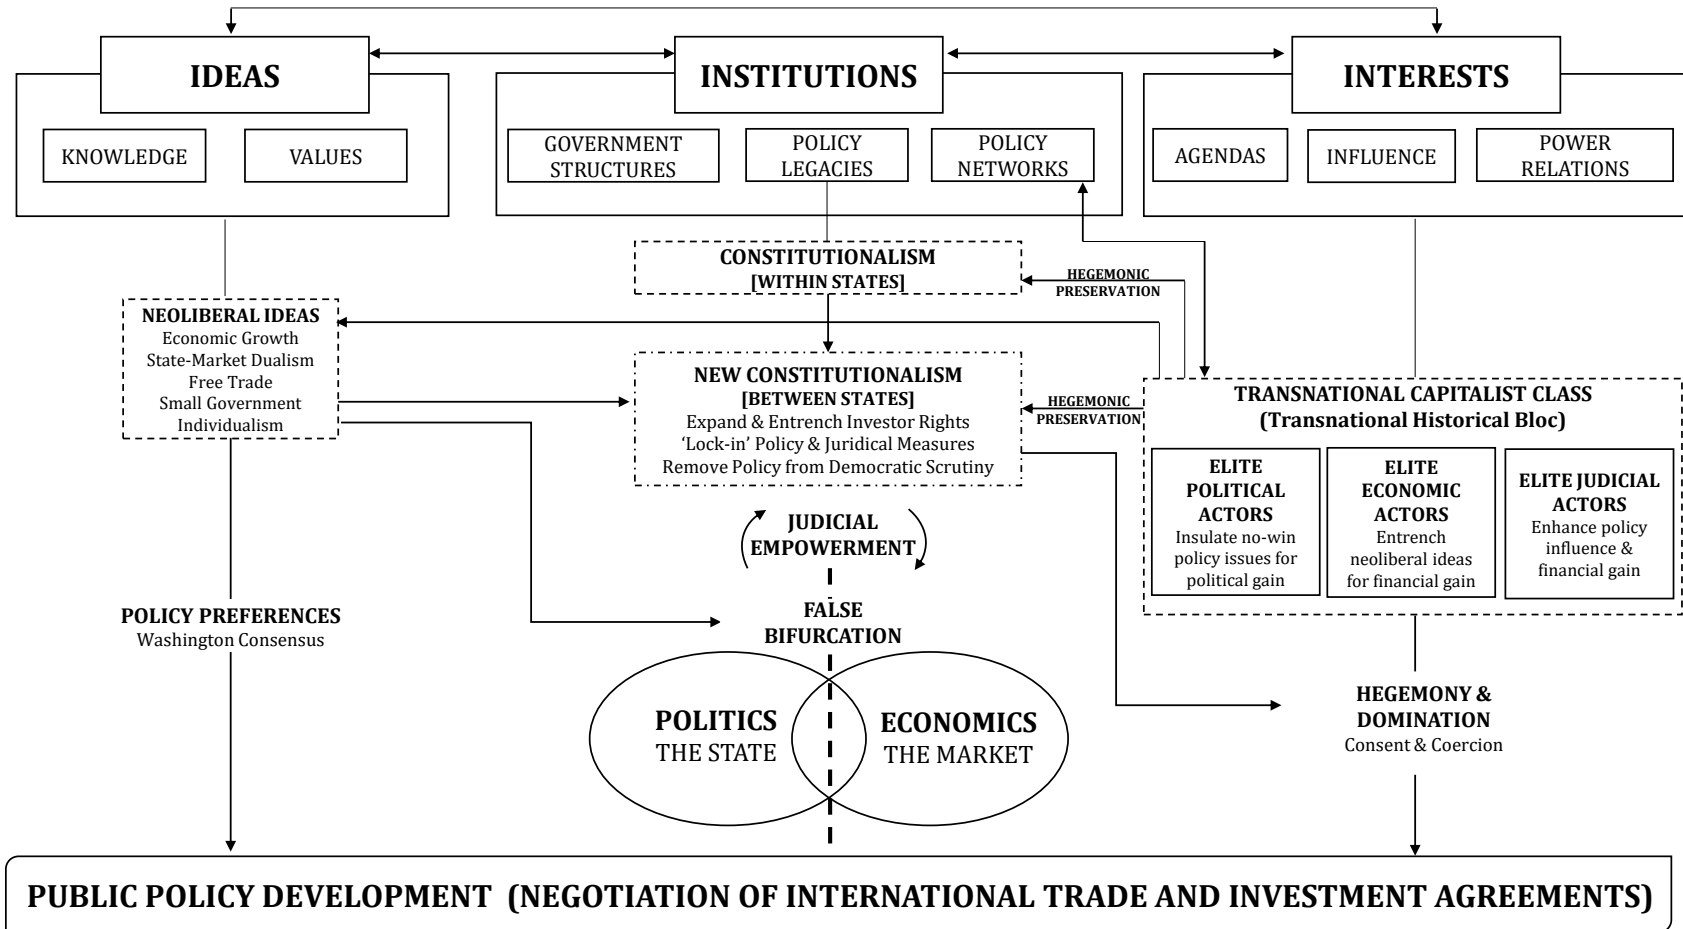 IDEAS
INSTITUTIONS
INTERESTS
KNOWLEDGE
VALUES
GOVERNMENT
STRUCTURES
POLICY
LEGACIES
POLICY
NETWORKS
AGENDAS
INFLUENCE
POWER
RELATIONS
CONSTITUTIONALISM
[WITHIN STATES]
HEGEMONIC
PRESERVATION
NEOLIBERAL IDEAS
Economic Growth
State-Market Dualism
Free Trade
Small Government
Individualism
NEW CONSTITUTIONALISM
[BETWEEN STATES]
Expand & Entrench Investor Rights
‘Lock-in’ Policy & Juridical Measures
Remove Policy from Democratic Scrutiny
HEGEMONIC
PRESERVATION
TRANSNATIONAL CAPITALIST CLASS
(Transnational Historical Bloc)
ELITE
POLITICAL
ACTORS
Insulate no-win
policy issues for
political gain
ELITE
ECONOMIC
ACTORS
Entrench
neoliberal ideas
for financial gain
ELITE JUDICIAL
ACTORS
Enhance policy
influence &
financial gain
JUDICIAL
EMPOWERMENT
POLICY PREFERENCES
Washington Consensus
FALSE
BIFURCATION
POLITICS
THE STATE
ECONOMICS
THE MARKET
HEGEMONY &
DOMINATION
Consent & Coercion
PUBLIC POLICY DEVELOPMENT (NEGOTIATION OF INTERNATIONAL TRADE AND INVESTMENT AGREEMENTS)